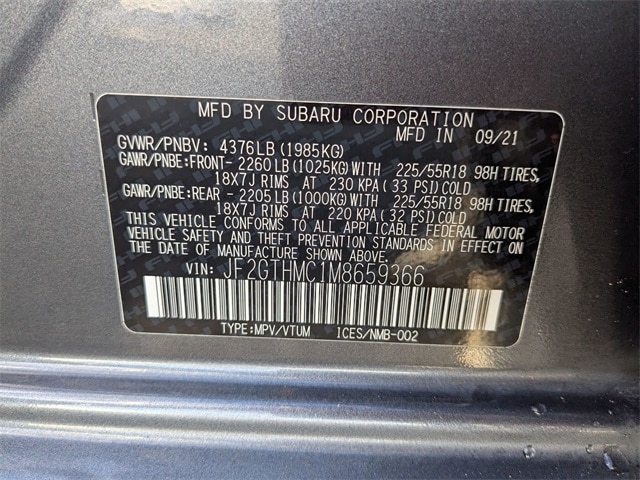 MFD BY SUBARU CORPORATION
MFD IN 09/21
GVWR/PNBV: 4376LB (1985KG)
GAWR/PNBE:FRONT- 2260LB (1025KG)WITH 225/55R18 98H TIRES,
18X7J RIMS AT 230 KPA ( 33 PSI) COLD
GAWR/PNBE:REAR - 2205LB (1000KG)WITH 225/55R18 98H TIRES,
18X7J RIMS AT 220 KPA ( 32 PSI) COLD
THIS VEHICLE CONFORMS TO ALL APPLICABLE FEDERAL MOTOR
VEHICLE SAFETY AND THEFT PREVENTION STANDARDS IN EFFECT ON
THE DATE OF MANUFACTURE SHOWN ABOVE.
VIN: JF2GTHMC1M8659366
TYPE:MPV/VTUM ICES/NMB-002